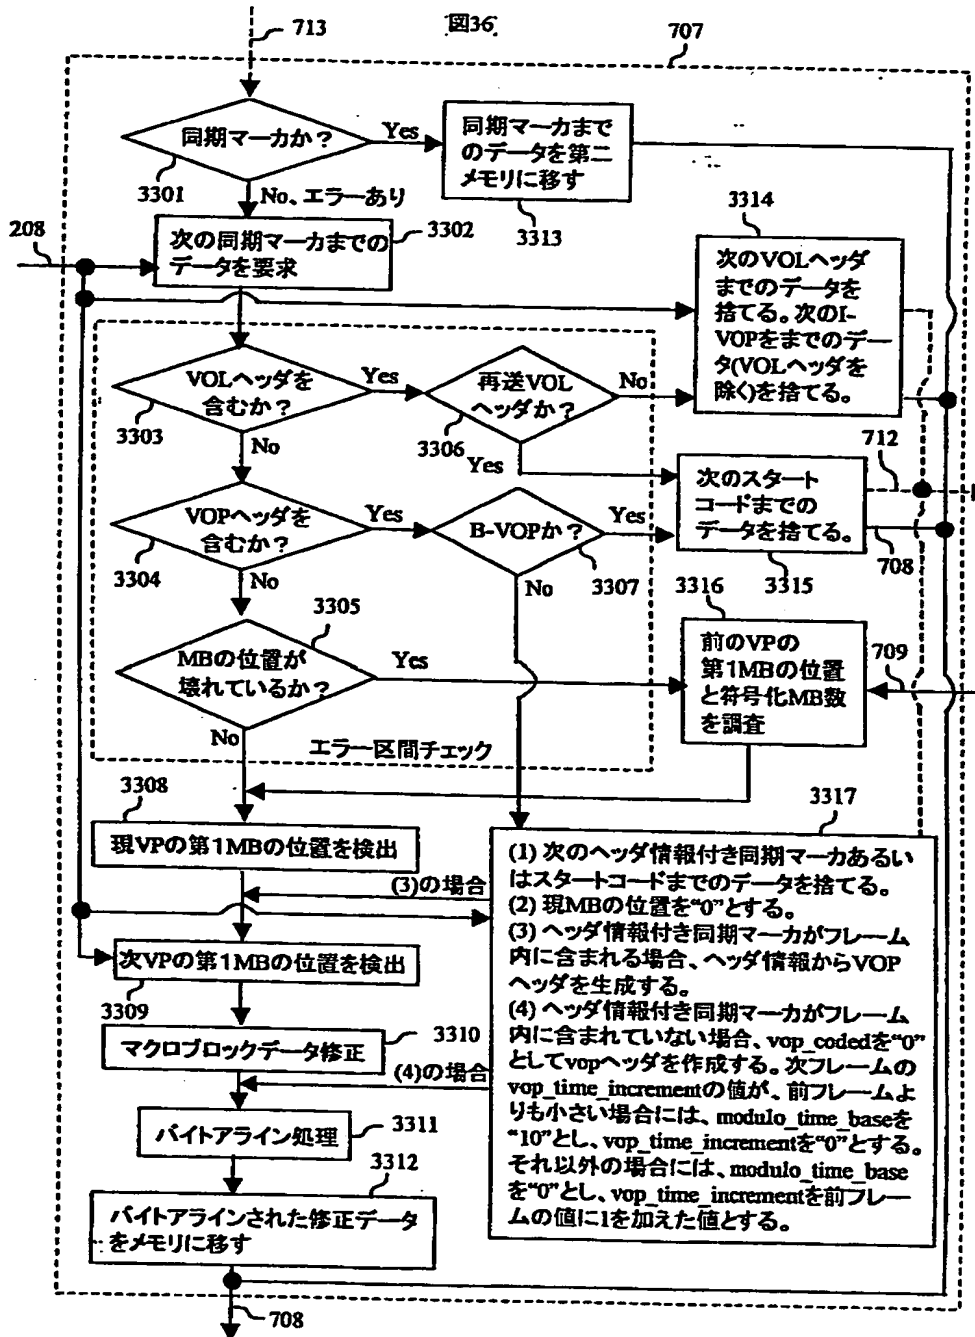 図36
713
707
同期マーカか?
Yes
同期マーカまで
のデータを第二
メモリに移す
3301
No、エラーあり
3313
3314
208
次の同期マーカまでの
データを要求
3302
次のVOLヘッダ
までのデータを
捨てる。次のI-
VOPをまでのデー
タ(VOLヘッダを
除く)を捨てる。
VOLヘッダを
含むか?
Yes
再送VOL
ヘッダか?
No
3303
No
3306
Yes
712
次のスタート
コードまでの
データを捨てる。
VOPヘッダを
含むか?
Yes
B-VOPか?
Yes
3304
No
No
3307
3315
708
3316
3305
MBの位置が
壊れているか?
Yes
前のVPの
第1MBの位置
と符号化MB数
を調査
709
No
エラー区間チェック
3308
3317
現VPの第1MBの位置を検出
(3)の場合
(1) 次のヘッダ情報付き同期マーカあるい
はスタートコードまでのデータを捨てる。
(2) 現MBの位置を“0”とする。
(3) ヘッダ情報付き同期マーカがフレーム
内に含まれる場合、ヘッダ情報からVOP
ヘッダを生成する。
(4) ヘッダ情報付き同期マーカがフレーム
内に含まれていない場合、vop_codedを“0”
としてvopヘッダを作成する。次フレームの
vop_time_incrementの値が、前フレームよ
りも小さい場合には、modulo_time_baseを
“10”とし、vop_time_incrementを“0”とする。
それ以外の場合には、modulo_time_base
を“0”とし、vop_time_incrementを前フレー
ムの値に1を加えた値とする。
次VPの第1MBの位置を検出
3309
3310
マクロブロックデータ修正
(4)の場合
バイトアライン処理
3311
3312
バイトアラインされた修正データ
をメモリに移す
708